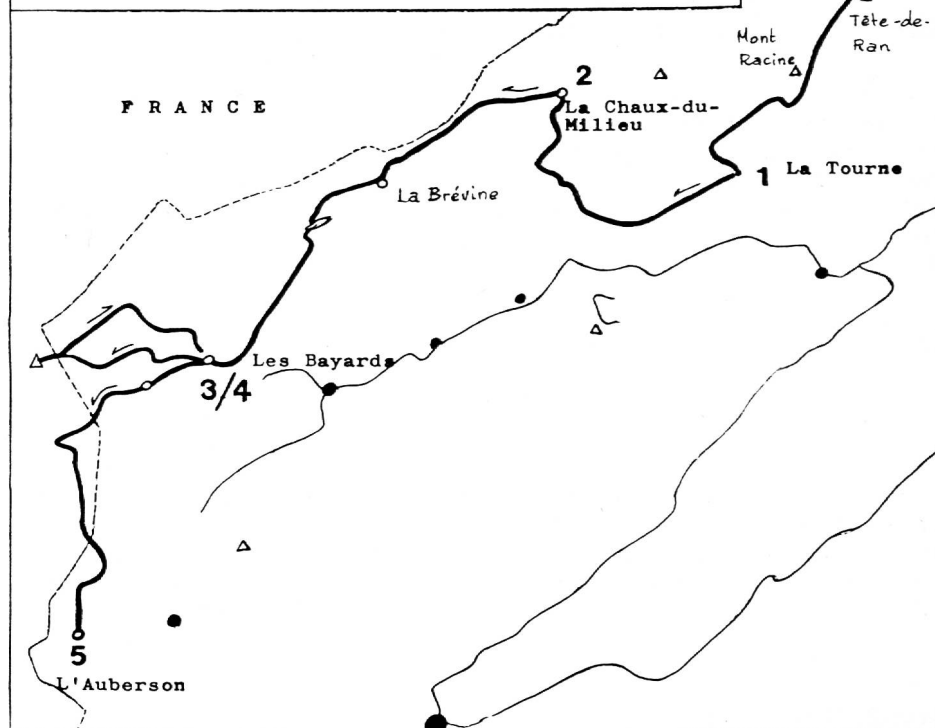 Tête-de-
Ran
Mont
Racine
FRANCE
2
La Chaux-du-
Milieu
1 La Tourne
La Brévine
Les Bayards
3/4
5
L'Auberson